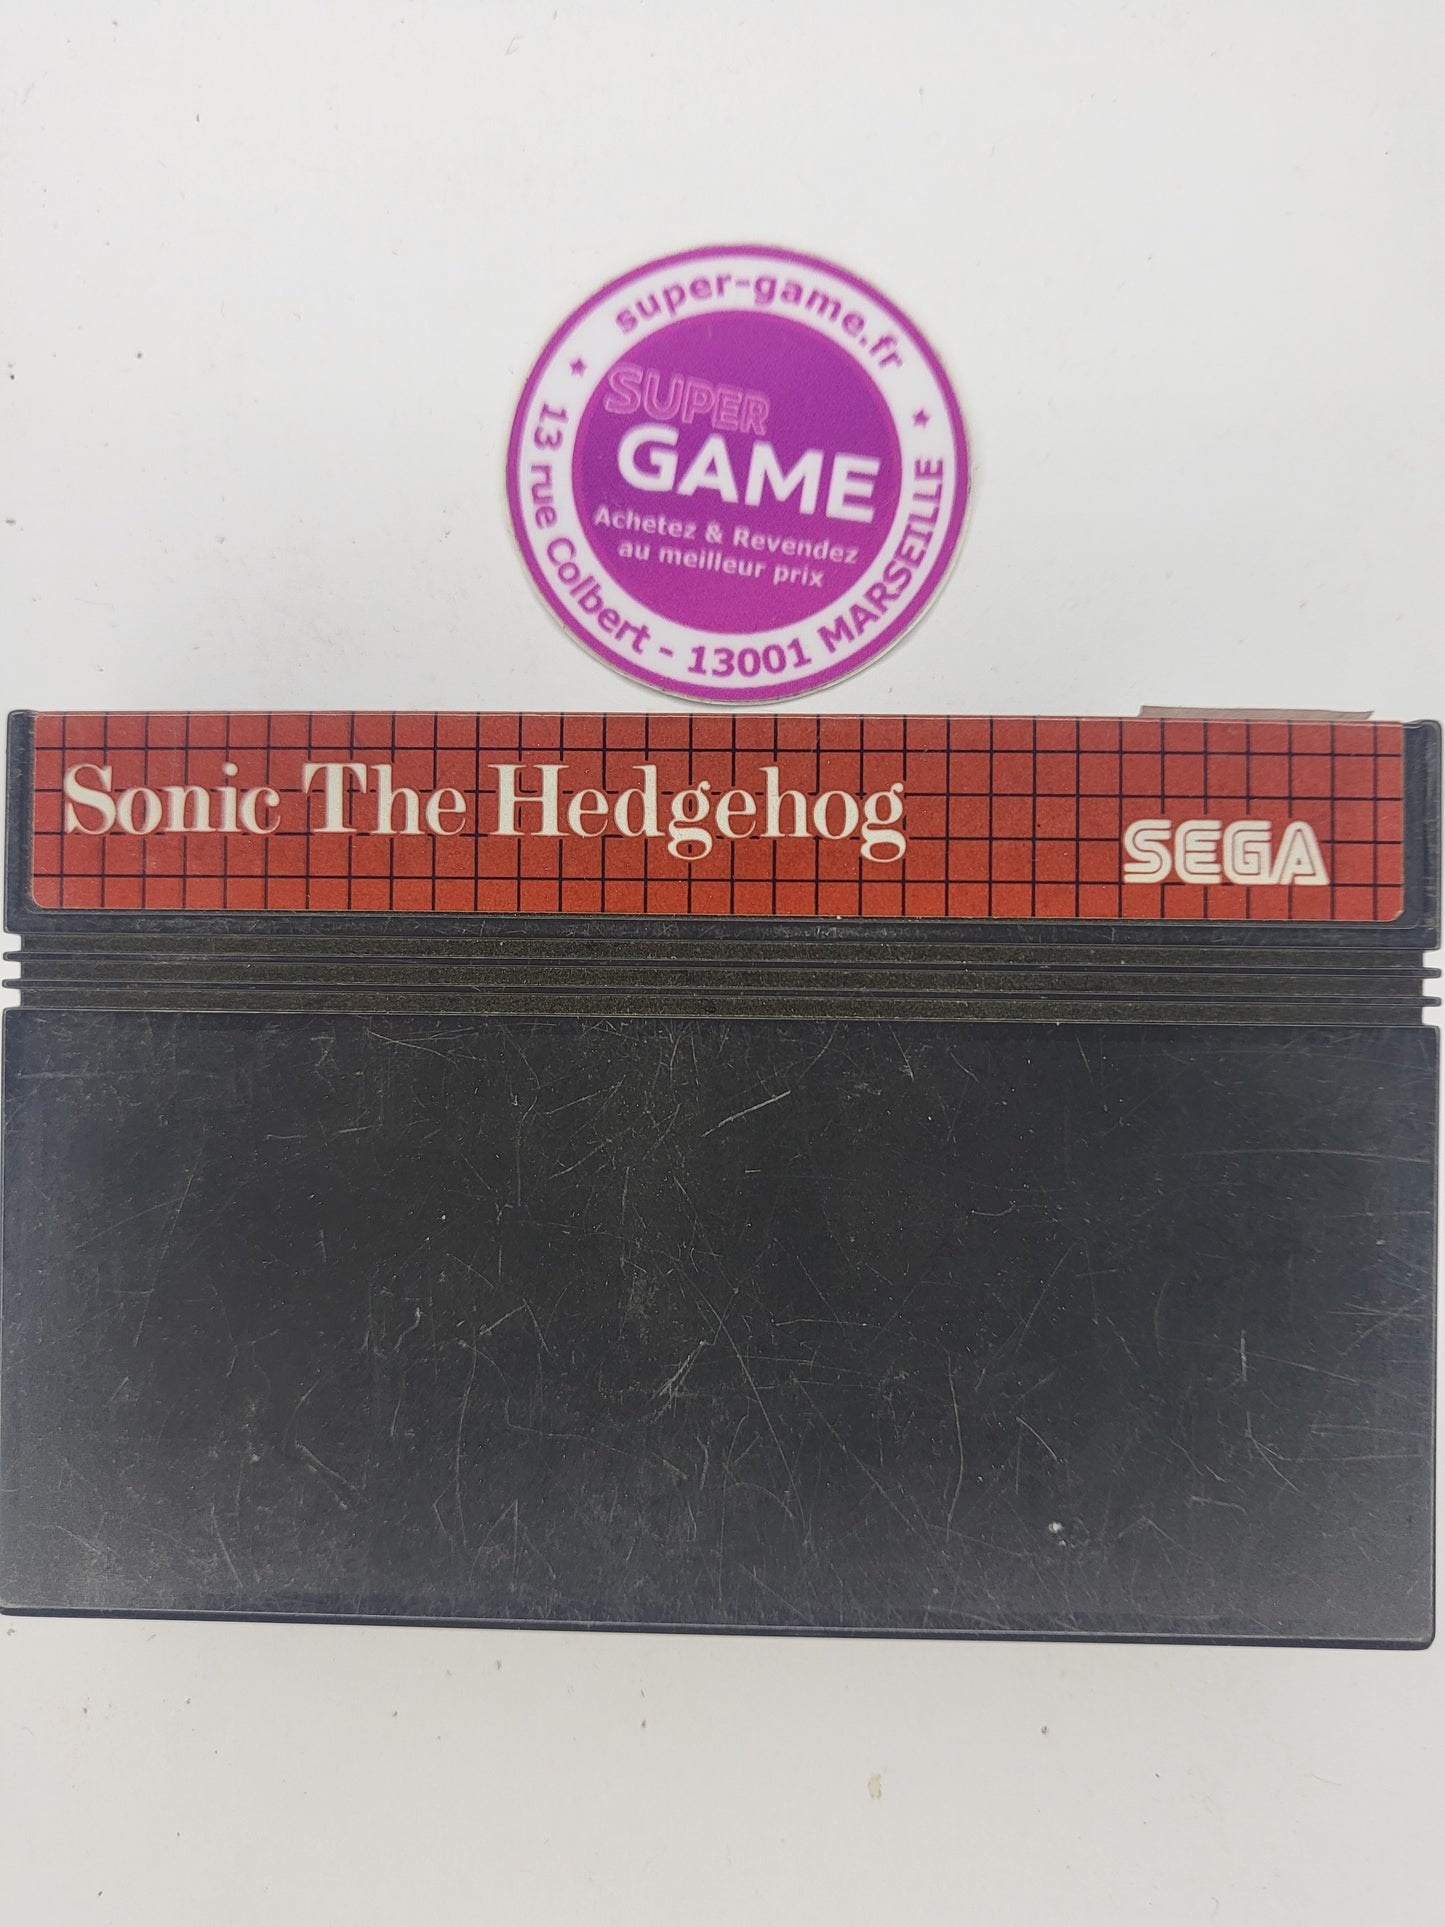 super-game.fr
SUPER
GAME
Achetez & Revendez
au meilleur prix
13 rue Colbert - 13001 MARSEILLE
Sonic The Hedgehog
SEGA